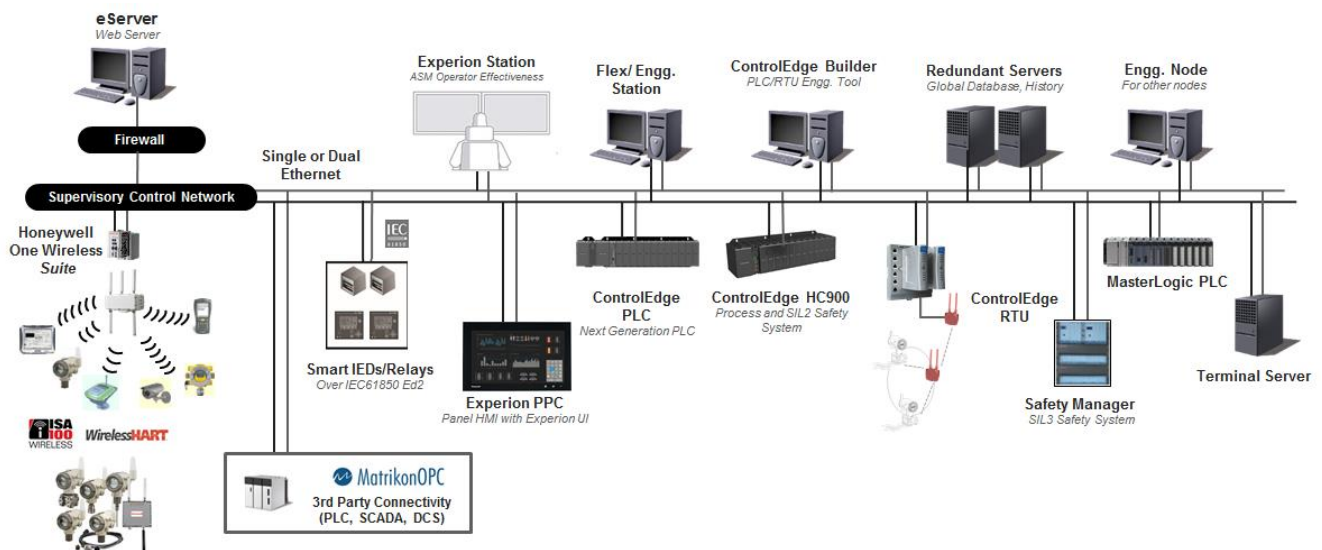 eServer
Web Server
Firewall
Supervisory Control Network
Single or Dual
Ethernet
Experion Station
ASM Operator Effectiveness
Flex/ Engg.
Station
ControlEdge Builder
PLC/RTU Engg. Tool
Redundant Servers
Global Database, History
Engg. Node
For other nodes
Honeywell
One Wireless
Suite
IEC
61850
Smart IEDs/Relays
Over IEC61850 Ed2
Experion PPC
Panel HMI with Experion UI
ControlEdge
PLC
Next Generation PLC
ControlEdge HC900
Process and SIL2 Safety
System
ControlEdge
RTU
MasterLogic PLC
Safety Manager
SIL3 Safety System
Terminal Server
ISA
100
WIRELESS
WirelessHART
MatrikonOPC
3rd Party Connectivity
(PLC, SCADA, DCS)